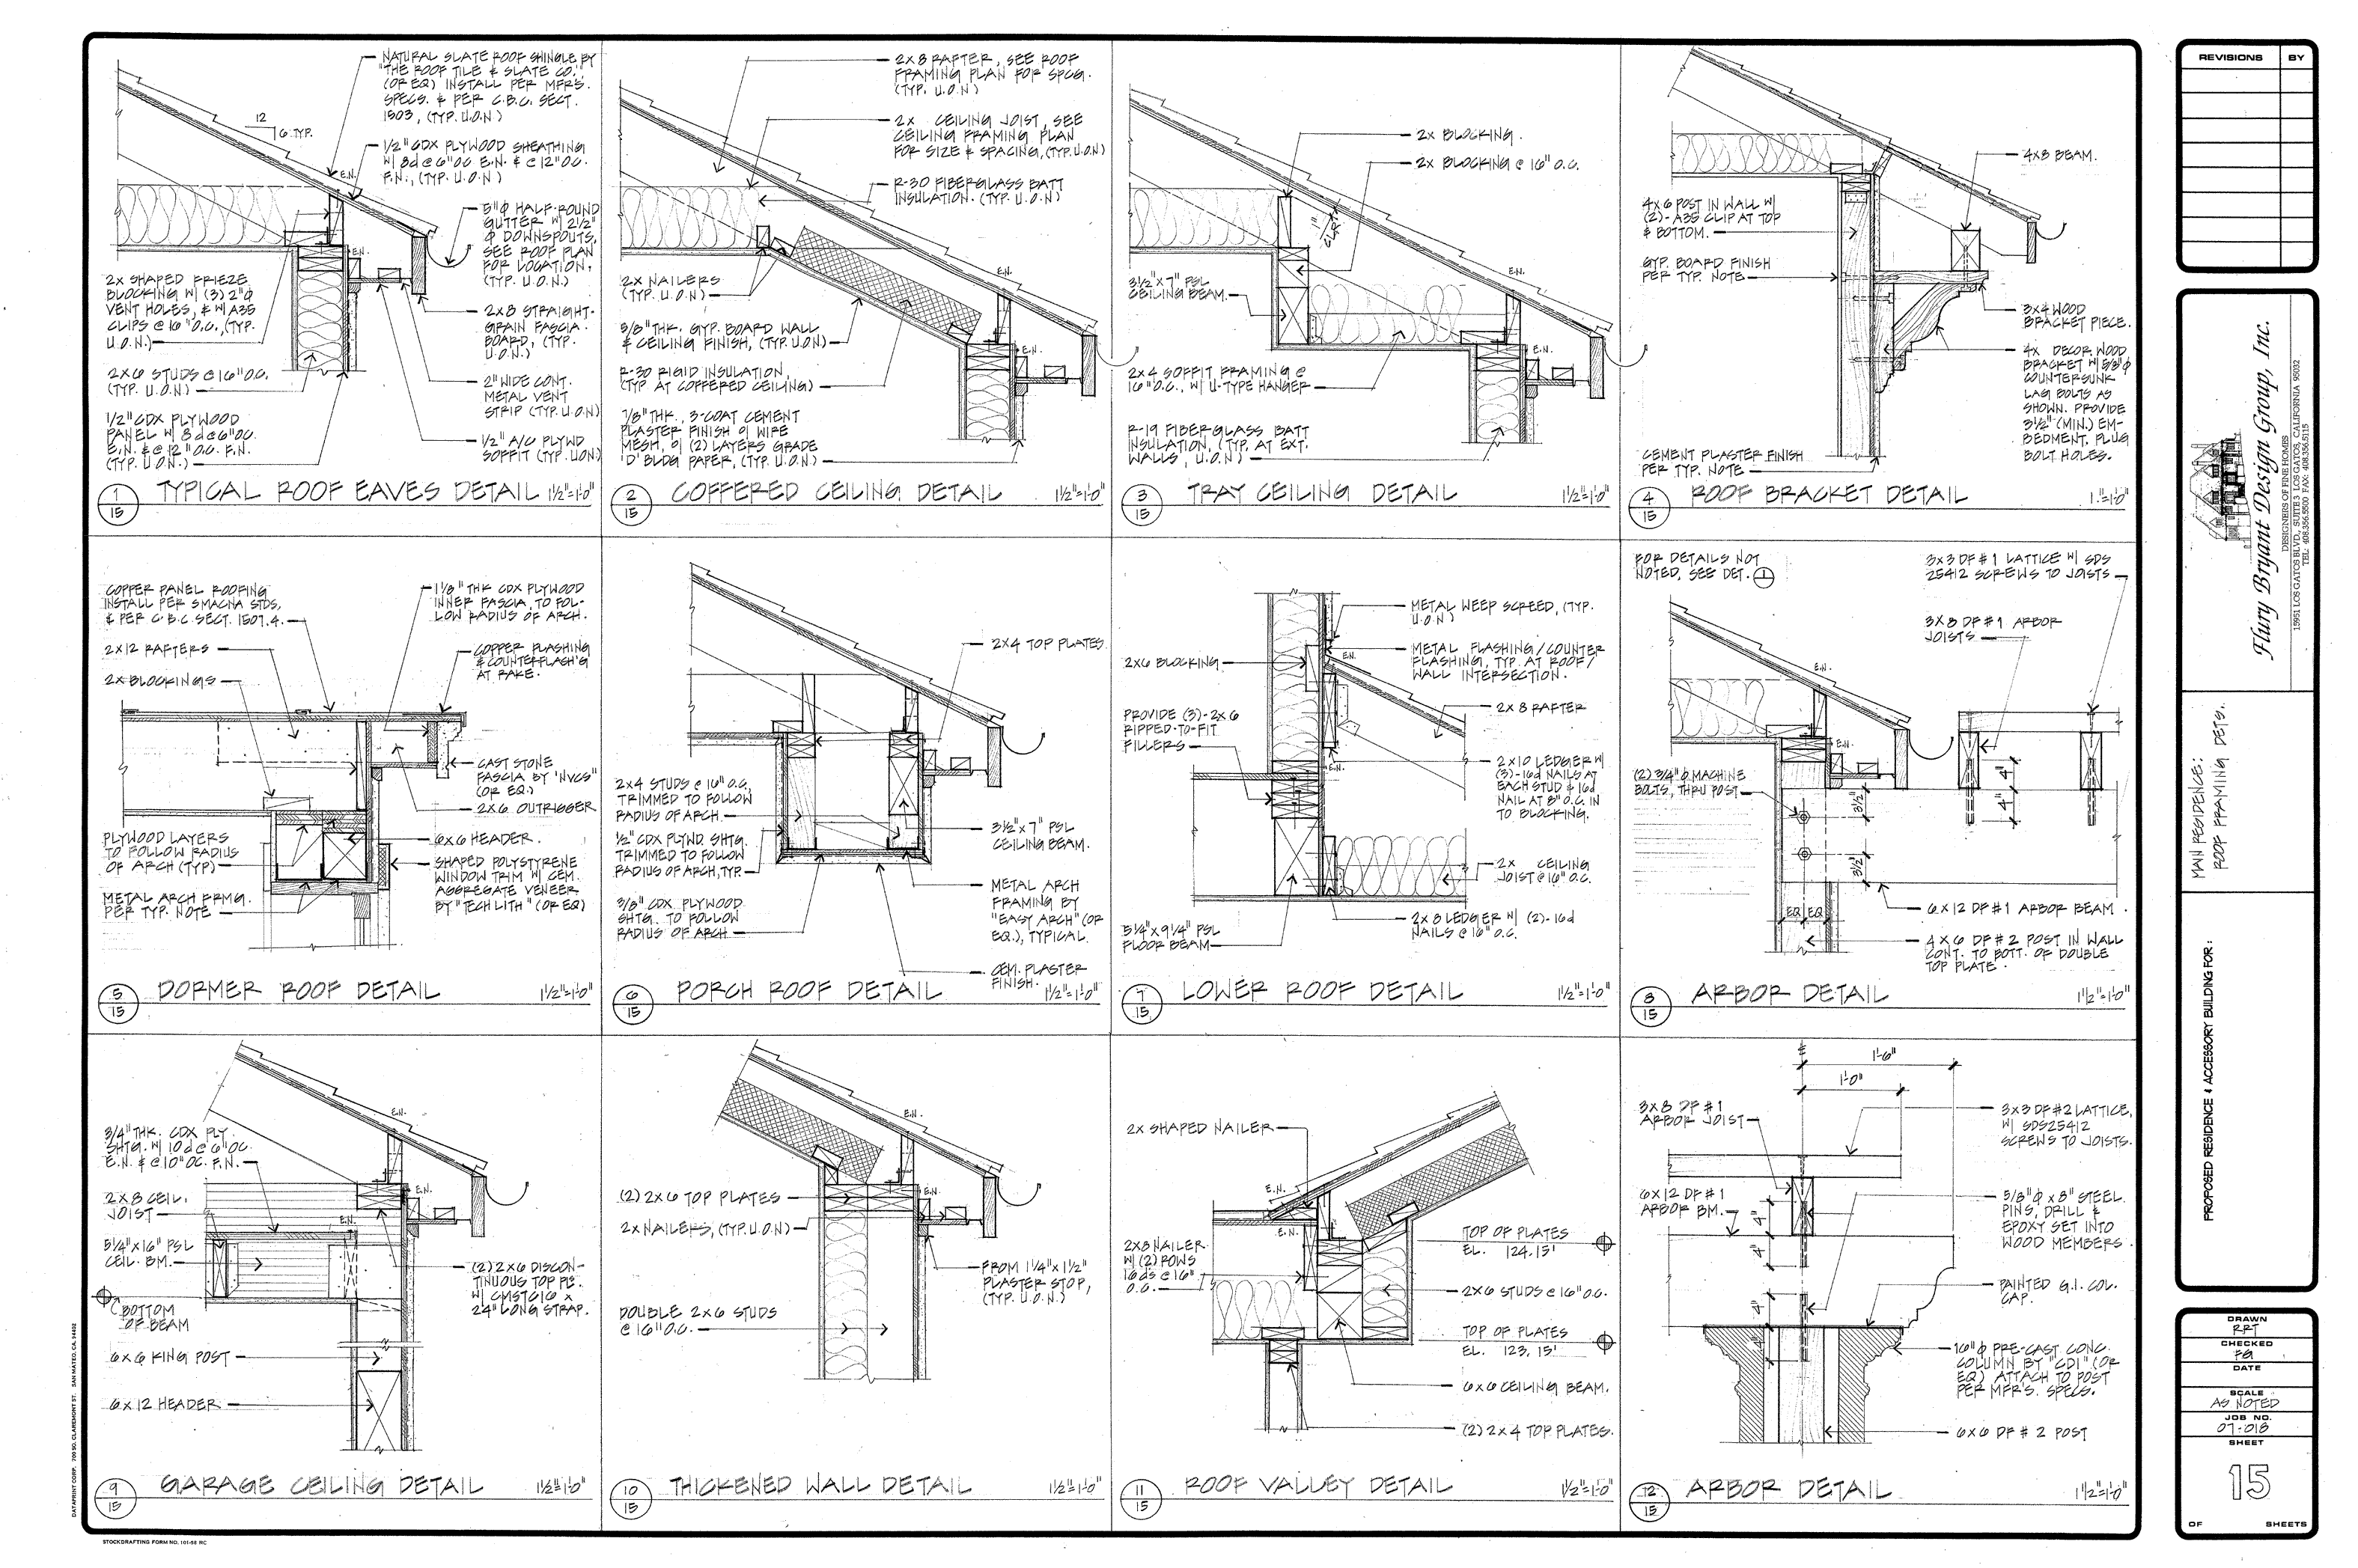 NATURAL SLATE ROOF SHINGLE BY
"THE ROOF TILE & SLATE CO.",
(OR EQ) INSTALL PER MFR'S.
SPECS. & PER C.B.C. SECT.
1503, (TYP. U.O.N)
12
6 TYP.
1/2" CDX PLYWOOD SHEATHING
W/ 8d @ 6" OC E.N. & @ 12" OC.
F.N., (TYP. U.O.N)
E.N.
5"Φ HALF-ROUND
GUTTER W/ 2 1/2"
Φ DOWNSPOUTS,
SEE ROOF PLAN
FOR LOCATION,
(TYP. U.O.N.)
E.N.
2X SHAPED FRIEZE
BLOCKING W/ (3) 2"Φ
VENT HOLES, & W/ A35
CLIPS @ 16" O.C., (TYP.
U.O.N.)
2X8 STRAIGHT-
GRAIN FASCIA
BOARD, (TYP.
U.O.N.)
2X6 STUDS @ 16" O.C.
(TYP. U.O.N.)
2" WIDE CONT.
METAL VENT
STRIP (TYP. U.O.N)
1/2" CDX PLYWOOD
PANEL W/ 8d @ 6" OC.
E.N. & @ 12" O.C. F.N.
(TYP. U.O.N.)
1/2" A/C PLYWD
SOFFIT (TYP. UON)
1
15
TYPICAL ROOF EAVES DETAIL 1 1/2"=1'-0"
2X8 RAFTER, SEE ROOF
FRAMING PLAN FOR SPCG.
(TYP. U.O.N)
2X CEILING JOIST, SEE
CEILING FRAMING PLAN
FOR SIZE & SPACING, (TYP. U.O.N)
R-30 FIBERGLASS BATT
INSULATION. (TYP. U.O.N)
2X NAILERS
(TYP. U.O.N)
E.N.
5/8" THK. GYP. BOARD WALL
& CEILING FINISH, (TYP. U.O.N)
E.N.
R-30 RIGID INSULATION,
(TYP AT COFFERED CEILING)
7/8" THK., 3-COAT CEMENT
PLASTER FINISH O/ WIRE
MESH, O/ (2) LAYERS GRADE
'D' BLDG PAPER, (TYP. U.O.N)
2
15
COFFERED CEILING DETAIL 1 1/2"=1'-0"
2X BLOCKING.
2X BLOCKING @ 16" O.C.
1" CLR.
3 1/2" X 7" PSL
CEILING BEAM.
E.N.
E.N.
2X4 SOFFIT FRAMING @
16" O.C., W/ U-TYPE HANGER
R-19 FIBERGLASS BATT
INSULATION, (TYP. AT EXT.
WALLS, U.O.N)
3
15
TRAY CEILING DETAIL 1 1/2"=1'-0"
4X8 BEAM.
4X6 POST IN WALL W/
(2)-A35 CLIP AT TOP
& BOTTOM.
GYP. BOARD FINISH
PER TYP. NOTE
3X4 WOOD
BRACKET PIECE.
4X DECOR. WOOD
BRACKET W/ 5/8"Φ
COUNTERSUNK
LAG BOLTS AS
SHOWN. PROVIDE
3 1/2" (MIN.) EM-
BEDMENT, PLUG
BOLT HOLES.
CEMENT PLASTER FINISH
PER TYP. NOTE
4
15
ROOF BRACKET DETAIL 1"=1'-0"
COPPER PANEL ROOFING
INSTALL PER SMACNA STDS,
& PER C.B.C. SECT. 1507.4.
1 1/8" THK CDX PLYWOOD
INNER FASCIA, TO FOL-
LOW RADIUS OF ARCH.
2X12 RAFTERS
COPPER FLASHING
& COUNTERFLASH'G
AT RAKE.
2X BLOCKINGS
CAST STONE
FASCIA BY "NVCS"
(OR EQ.)
2X6 OUTRIGGER
PLYWOOD LAYERS
TO FOLLOW RADIUS
OF ARCH (TYP)
6X6 HEADER.
SHAPED POLYSTYRENE
WINDOW TRIM W/ CEM.
AGGREGATE VENEER
BY "TECHLITH" (OR EQ)
METAL ARCH FRMG.
PER TYP. NOTE
5
15
DORMER ROOF DETAIL 1 1/2"=1'-0"
2X4 TOP PLATES
2X4 STUDS @ 16" O.C.,
TRIMMED TO FOLLOW
RADIUS OF ARCH.
1/2" CDX PLYWD. SHTG.
TRIMMED TO FOLLOW
RADIUS OF ARCH, TYP.
3 1/2" X 7" PSL
CEILING BEAM.
3/8" CDX PLYWOOD
SHTG. TO FOLLOW
RADIUS OF ARCH
METAL ARCH
FRAMING BY
"EASY ARCH" (OR
EQ.), TYPICAL.
CEM. PLASTER
FINISH.
6
15
PORCH ROOF DETAIL 1 1/2"=1'-0"
METAL WEEP SCREED, (TYP.
U.O.N)
E.N.
2X6 BLOCKING
METAL FLASHING/COUNTER
FLASHING, TYP. AT ROOF/
WALL INTERSECTION.
PROVIDE (3)-2X6
RIPPED-TO-FIT
FILLERS
2X8 RAFTER
E.N.
2X10 LEDGER W/
(3)-16d NAILS AT
EACH STUD & 16d
NAIL AT 8" O.C. IN
TO BLOCKING.
2X CEILING
JOIST @ 16" O.C.
2X8 LEDGER W/ (2)-16d
NAILS @ 16" O.C.
5 1/4" X 9 1/4" PSL
FLOOR BEAM
7
15
LOWER ROOF DETAIL 1 1/2"=1'-0"
FOR DETAILS NOT
NOTED, SEE DET. 1
3X3 DF #1 LATTICE W/ SDS
25412 SCREWS TO JOISTS
3X8 DF #1 ARBOR
JOISTS
E.N.
E.N.
(2) 3/4"Φ MACHINE
BOLTS, THRU POST
3 1/2"
4"
4"
3 1/2"
EQ EQ
6X12 DF #1 ARBOR BEAM.
4X6 DF #2 POST IN WALL
CONT. TO BOTT. OF DOUBLE
TOP PLATE.
8
15
ARBOR DETAIL 1 1/2"=1'-0"
E.N.
3/4" THK. CDX PLY.
SHTG. W/ 10d @ 6" OC.
E.N. & @ 10" OC. F.N.
E.N.
2X8 CEIL.
JOIST
E.N.
5 1/4" X 16" PSL
CEIL. BM.
(2) 2X6 DISCON-
TINUOUS TOP PLS.
W/ CMSTC16 X
24" LONG STRAP.
BOTTOM
OF BEAM
6X6 KING POST
6X12 HEADER
9
15
GARAGE CEILING DETAIL 1 1/2"=1'-0"
E.N.
(2) 2X6 TOP PLATES
E.N.
2X NAILERS, (TYP. U.O.N)
FROM 1 1/4" X 1 1/2"
PLASTER STOP,
(TYP. U.O.N.)
DOUBLE 2X6 STUDS
@ 16" O.C.
10
15
THICKENED WALL DETAIL 1 1/2"=1'-0"
2X SHAPED NAILER
E.N.
2X8 NAILER
W/ (2) ROWS
16ds @ 16"
O.C.
TOP OF PLATES
EL. 124.15'
2X6 STUDS @ 16" O.C.
TOP OF PLATES
EL. 123.15'
6X6 CEILING BEAM.
(2) 2X4 TOP PLATES.
11
15
ROOF VALLEY DETAIL 1 1/2"=1'-0"
1'-6"
1'-0"
3X8 DF #1
ARBOR JOIST
3X3 DF #2 LATTICE,
W/ SDS25412
SCREWS TO JOISTS.
6X12 DF #1
ARBOR BM.
4"
4"
5/8"Φ X 8" STEEL
PINS, DRILL &
EPOXY SET INTO
WOOD MEMBERS.
4"
4"
PAINTED G.I. COL.
CAP.
16"Φ PRE-CAST CONC.
COLUMN BY "CDI" (OR
EQ) ATTACH TO POST
PER MFR'S. SPECS.
6X6 DF #2 POST
12
15
ARBOR DETAIL 1 1/2"=1'-0"
REVISIONS BY
Flury Bryant Design Group, Inc.
DESIGNERS OF FINE HOMES
15951 LOS GATOS BLVD., SUITE 3 LOS GATOS, CALIFORNIA 95032
TEL: 408.356.5500 FAX: 408.356.5115
MAIN RESIDENCE:
ROOF FRAMING DETS.
PROPOSED RESIDENCE & ACCESSORY BUILDING FOR:
DRAWN
RRT
CHECKED
FG
DATE
SCALE
AS NOTED
JOB NO.
07-018
SHEET
15
OF SHEETS
DATAPRINT CORP. 700 SO. CLAREMONT ST. SAN MATEO, CA. 94402
STOCKDRAFTING FORM NO. 101-58 RC